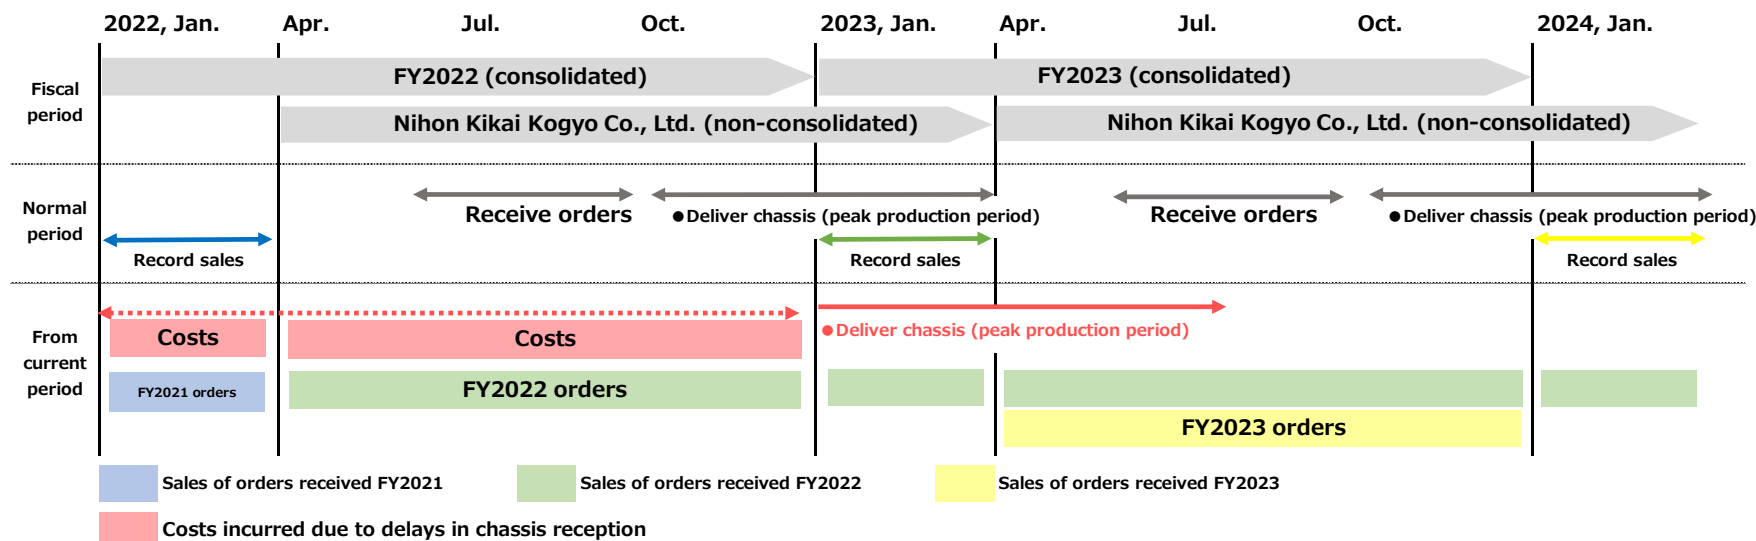 2022, Jan.
Apr.
Jul.
Oct.
2023, Jan.
Apr.
Jul.
Oct.
2024, Jan.
Fiscal
period
FY2022 (consolidated)
FY2023 (consolidated)
Nihon Kikai Kogyo Co., Ltd. (non-consolidated)
Nihon Kikai Kogyo Co., Ltd. (non-consolidated)
Normal
period
Receive orders
●Deliver chassis (peak production period)
Receive orders
●Deliver chassis (peak production period)
Record sales
Record sales
Record sales
From
current
period
Costs
Costs
●Deliver chassis (peak production period)
FY2021 orders
FY2022 orders
FY2023 orders
Sales of orders received FY2021
Sales of orders received FY2022
Sales of orders received FY2023
Costs incurred due to delays in chassis reception